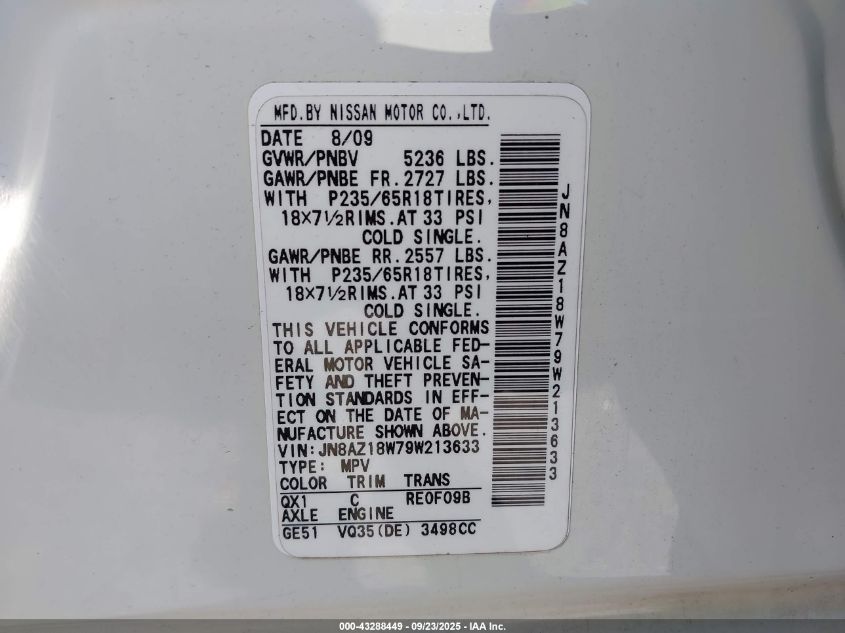 MFD.BY NISSAN MOTOR CO.,LTD.
DATE 8/09
GVWR/PNBV 5236 LBS.
GAWR/PNBE FR.2727 LBS.
WITH P235/65R18TIRES,
18×7½RIMS.AT 33 PSI
COLD SINGLE.
GAWR/PNBE RR.2557 LBS.
WITH P235/65R18TIRES,
18×7½RIMS.AT 33 PSI
COLD SINGLE.
THIS VEHICLE CONFORMS
TO ALL APPLICABLE FED-
ERAL MOTOR VEHICLE SA-
FETY AND THEFT PREVEN-
TION STANDARDS IN EFF-
ECT ON THE DATE OF MA-
NUFACTURE SHOWN ABOVE.
VIN:JN8AZ18W79W213633
TYPE: MPV
COLOR TRIM TRANS
QX1 C RE0F09B
AXLE ENGINE
GE51 VQ35(DE) 3498CC
JN8AZ18W79W213633
000-43288449 - 09/23/2025 - IAA Inc.